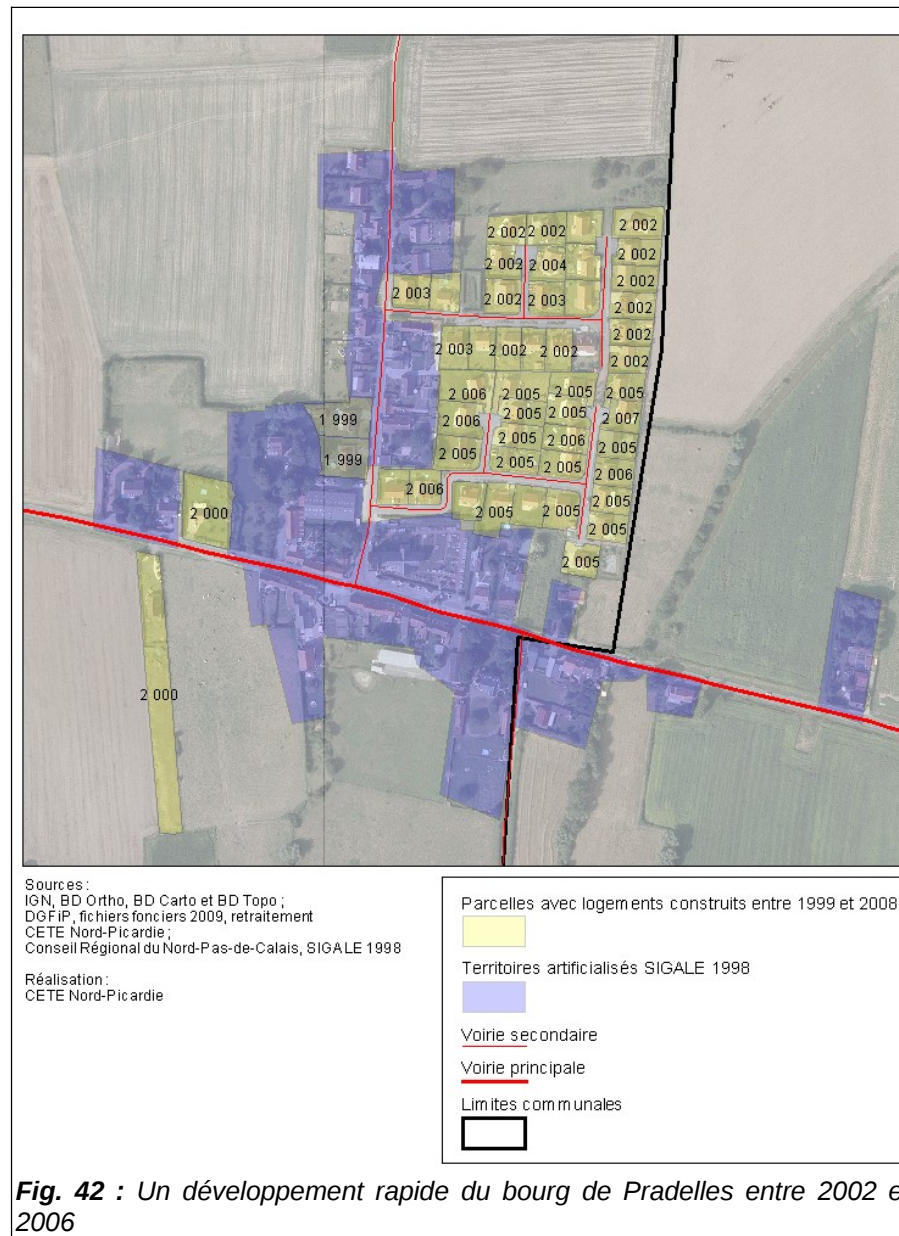 2 002 2 002 2 002
2 002
2 002 2 004
2 002
2 003 2 002 2 003 2 002
2 002
2 003 2 002 2 002 2 002
2 006 2 005 2 005 2 005
1 999 2 006 2 005 2 005 2 007
2 005 2 006 2 005
1 999 2 005 2 005 2 005 2 006
2 006
2 000 2 005 2 005 2 005
2 005
2 005
2 000
Sources :
IGN, BD Ortho, BD Carto et BD Topo ;
DGFiP, fichiers fonciers 2009, retraitement
CETE Nord-Picardie ;
Conseil Régional du Nord-Pas-de-Calais, SIGALE 1998
Réalisation :
CETE Nord-Picardie
Parcelles avec logements construits entre 1999 et 2008
Territoires artificialisés SIGALE 1998
Voirie secondaire
Voirie principale
Limites communales
Fig. 42 : Un développement rapide du bourg de Pradelles entre 2002 e
2006